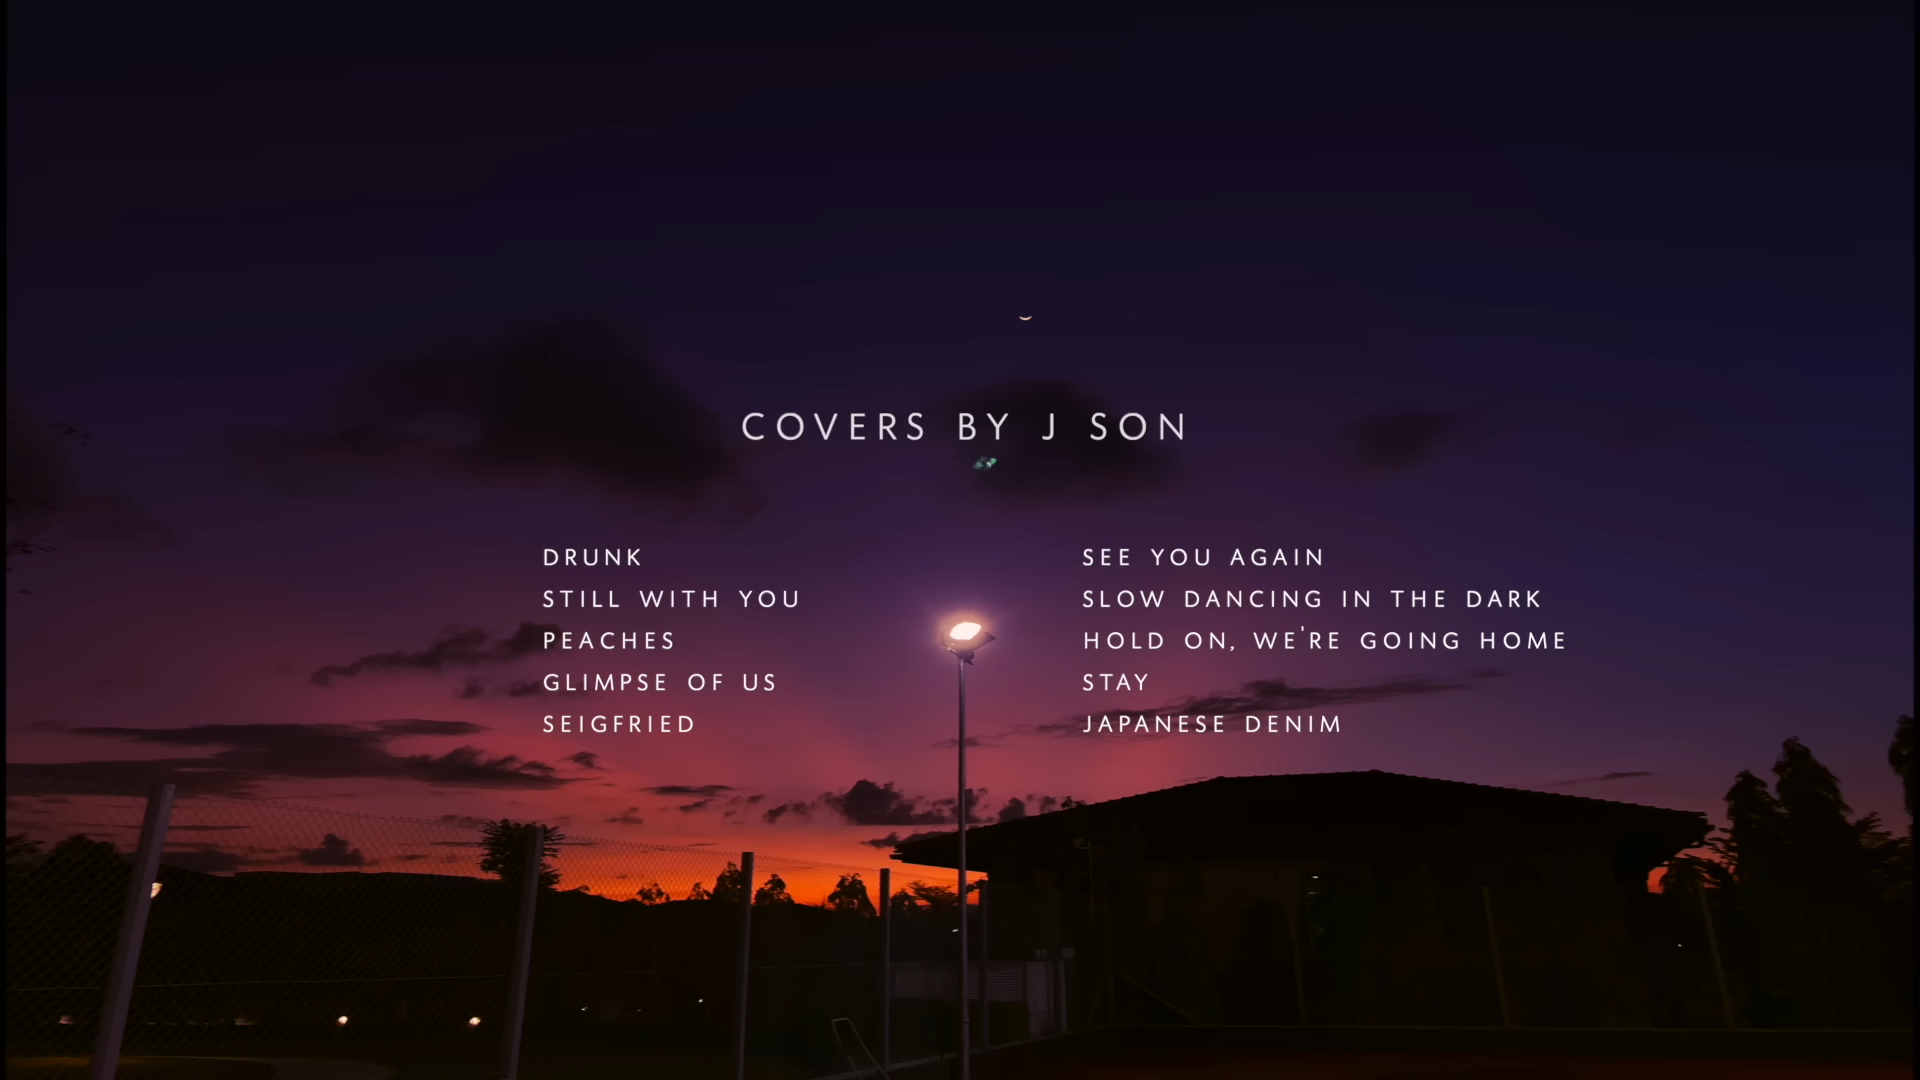 COVERS BY J SON
DRUNK
STILL WITH YOU
PEACHES
GLIMPSE OF US
SEIGFRIED
SEE YOU AGAIN
SLOW DANCING IN THE DARK
HOLD ON, WE'RE GOING HOME
STAY
JAPANESE DENIM